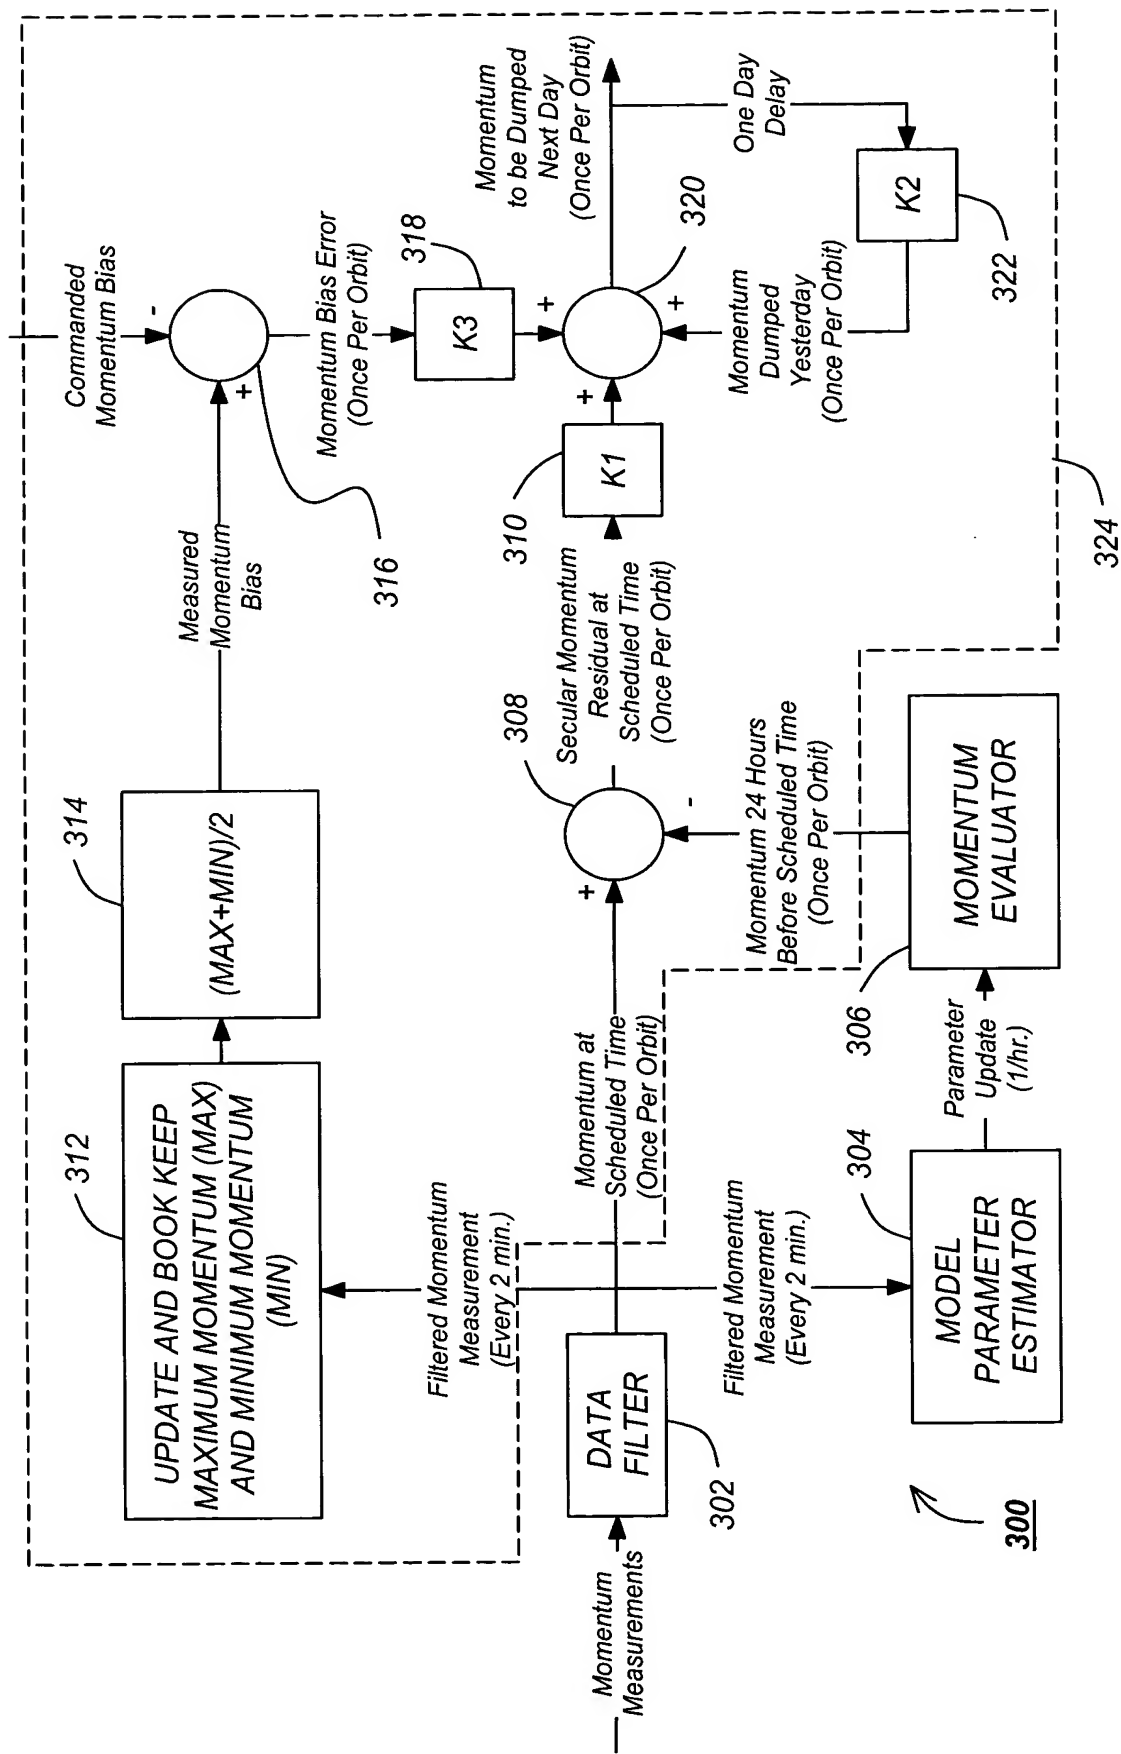 Commanded
Momentum Bias
-
+
316
Measured
Momentum
Bias
314
(MAX+MIN)/2
312
UPDATE AND BOOK KEEP
MAXIMUM MOMENTUM (MAX)
AND MINIMUM MOMENTUM
(MIN)
Momentum Bias Error
(Once Per Orbit)
318
K3
+
Momentum
to be Dumped
Next Day
(Once Per Orbit)
320
+
+
One Day
Delay
K2
322
Momentum
Dumped
Yesterday
(Once Per Orbit)
310
K1
Secular Momentum
Residual at
Scheduled Time
(Once Per Orbit)
308
+
-
Momentum at
Scheduled Time
(Once Per Orbit)
Momentum 24 Hours
Before Scheduled Time
(Once Per Orbit)
324
Filtered Momentum
Measurement
(Every 2 min.)
Filtered Momentum
Measurement
(Every 2 min.)
Momentum
Measurements
DATA
FILTER
302
304
MODEL
PARAMETER
ESTIMATOR
Parameter
Update
(1/hr.)
306
MOMENTUM
EVALUATOR
300